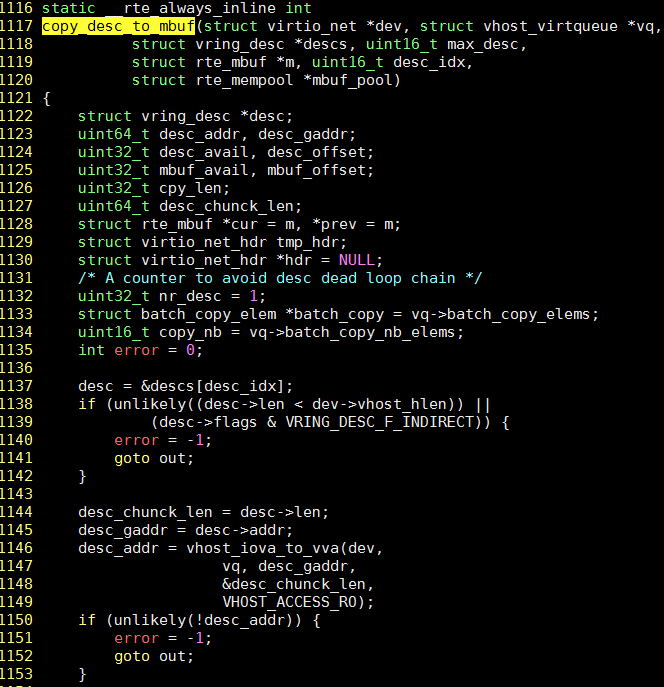 1116 static __rte_always_inline int
1117 copy_desc_to_mbuf(struct virtio_net *dev, struct vhost_virtqueue *vq,
1118           struct vring_desc *descs, uint16_t max_desc,
1119           struct rte_mbuf *m, uint16_t desc_idx,
1120           struct rte_mempool *mbuf_pool)
1121 {
1122     struct vring_desc *desc;
1123     uint64_t desc_addr, desc_gaddr;
1124     uint32_t desc_avail, desc_offset;
1125     uint32_t mbuf_avail, mbuf_offset;
1126     uint32_t cpy_len;
1127     uint64_t desc_chunck_len;
1128     struct rte_mbuf *cur = m, *prev = m;
1129     struct virtio_net_hdr tmp_hdr;
1130     struct virtio_net_hdr *hdr = NULL;
1131     /* A counter to avoid desc dead loop chain */
1132     uint32_t nr_desc = 1;
1133     struct batch_copy_elem *batch_copy = vq->batch_copy_elems;
1134     uint16_t copy_nb = vq->batch_copy_nb_elems;
1135     int error = 0;
1136
1137     desc = &descs[desc_idx];
1138     if (unlikely((desc->len < dev->vhost_hlen)) ||
1139             (desc->flags & VRING_DESC_F_INDIRECT)) {
1140         error = -1;
1141         goto out;
1142     }
1143
1144     desc_chunck_len = desc->len;
1145     desc_gaddr = desc->addr;
1146     desc_addr = vhost_iova_to_vva(dev,
1147                     vq, desc_gaddr,
1148                     &desc_chunck_len,
1149                     VHOST_ACCESS_RO);
1150     if (unlikely(!desc_addr)) {
1151         error = -1;
1152         goto out;
1153     }